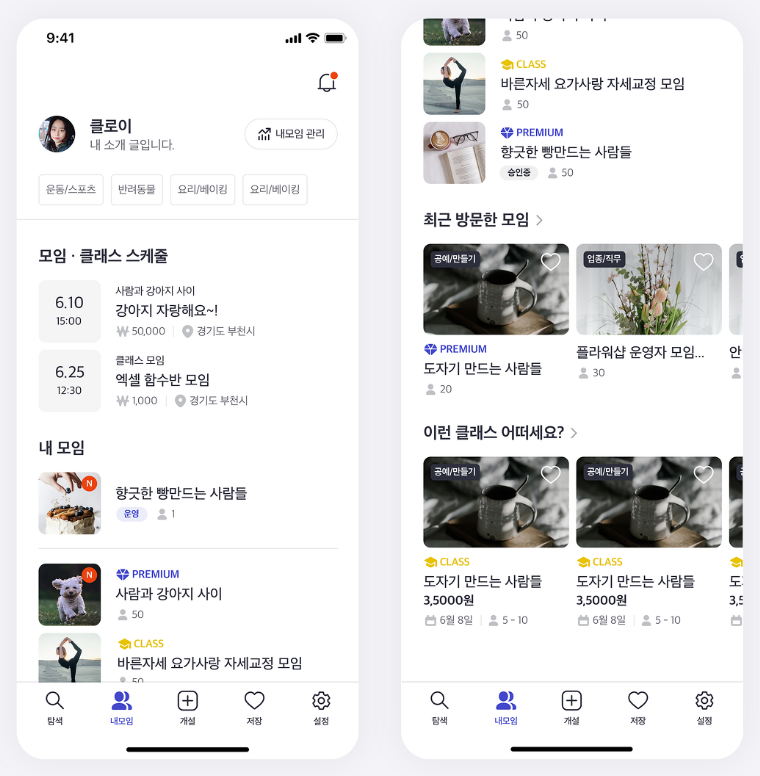 9:41
클로이
내 소개 글입니다.
내모임 관리
운동/스포츠
반려동물
요리/베이킹
요리/베이킹
모임 · 클래스 스케줄
6.10
15:00
사람과 강아지 사이
강아지 자랑해요~!
₩ 50,000
경기도 부천시
6.25
12:30
클래스 모임
엑셀 함수반 모임
₩ 1,000
경기도 부천시
내 모임
N
향긋한 빵만드는 사람들
운영
1
N
PREMIUM
사람과 강아지 사이
50
CLASS
바른자세 요가사랑 자세교정 모임
50
탐색
내모임
개설
저장
설정
50
CLASS
바른자세 요가사랑 자세교정 모임
50
PREMIUM
향긋한 빵만드는 사람들
승인중
50
최근 방문한 모임 >
공예/만들기
PREMIUM
도자기 만드는 사람들
20
업종/직무
플라워샵 운영자 모임...
30
안
이런 클래스 어떠세요? >
공예/만들기
CLASS
도자기 만드는 사람들
3,5000원
6월 8일
5 - 10
공예/만들기
CLASS
도자기 만드는 사람들
3,5000원
6월 8일
5 - 10
탐색
내모임
개설
저장
설정